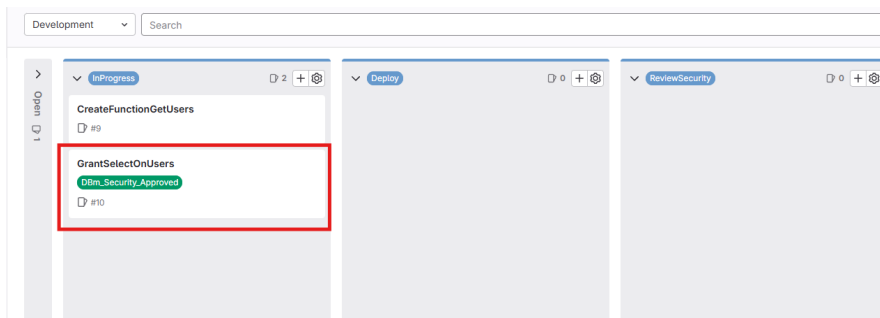 Development
Search
Open
1
InProgress
2
CreateFunctionGetUsers
#9
GrantSelectOnUsers
DBm_Security_Approved
#10
Deploy
0
ReviewSecurity
0